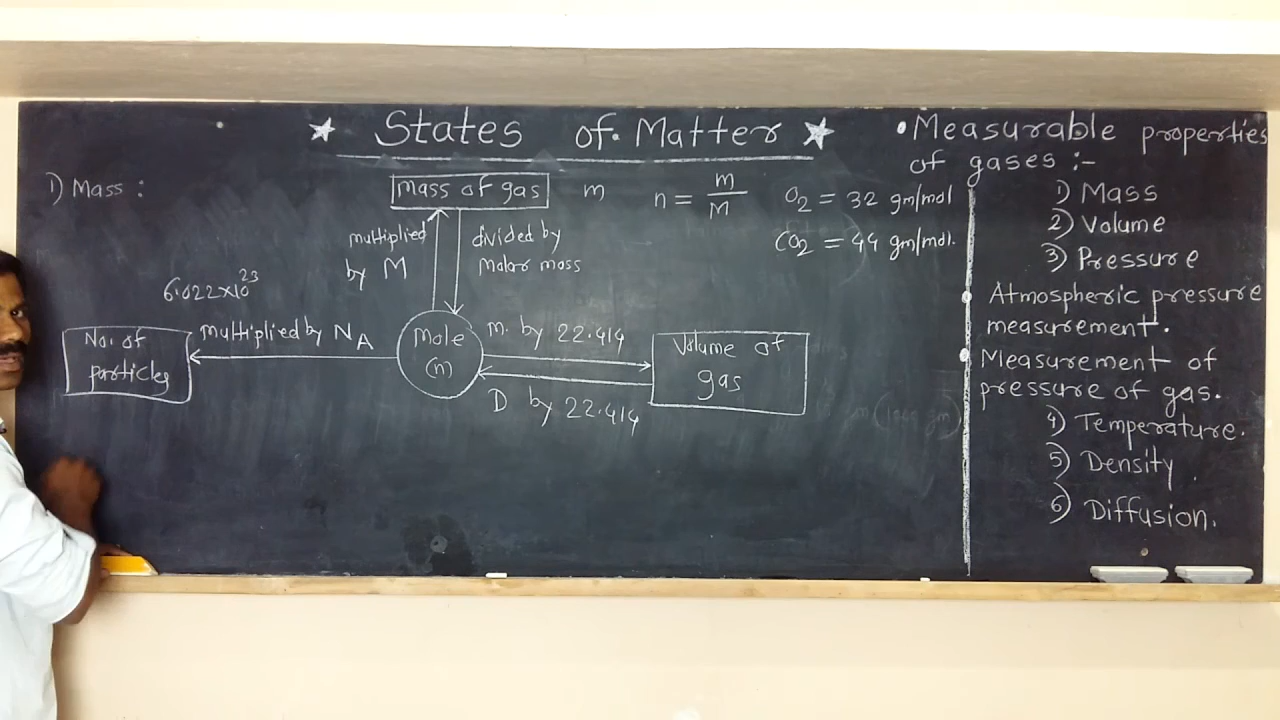 ★ States of Matter ★
1) Mass :
Mass of gas m n = m/M O2 = 32 gm/mol
CO2 = 44 gm/mol.
multiplied by M
divided by
Molar mass
6.022×10^23
No. of
particles
multiplied by NA
Mole
(n)
m. by 22.414
D by 22.414
Volume of
gas
• Measurable properties
of gases :-
1) Mass
2) Volume
3) Pressure
• Atmospheric pressure
measurement.
• Measurement of
pressure of gas.
4) Temperature.
5) Density.
6) Diffusion.